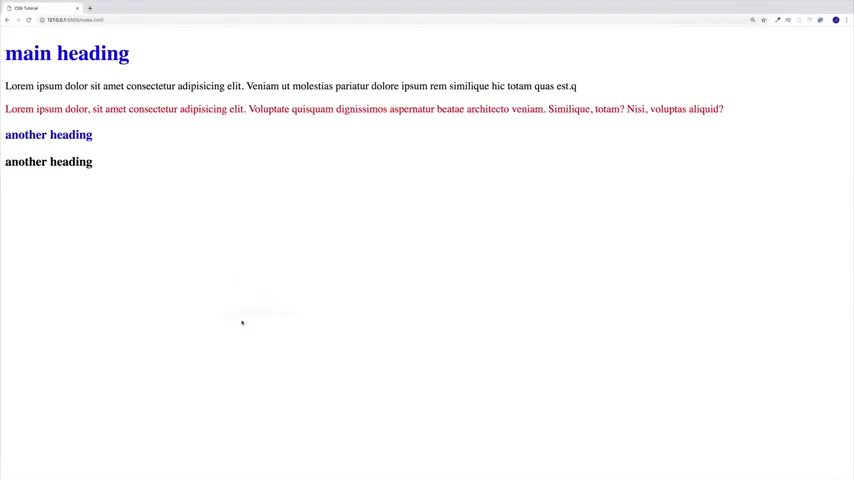 CSS Tutorial
127.0.0.1:5500/index.html
main heading
Lorem ipsum dolor sit amet consectetur adipisicing elit. Veniam ut molestias pariatur dolore ipsum rem similique hic totam quas est.q
Lorem ipsum dolor, sit amet consectetur adipisicing elit. Voluptate quisquam dignissimos aspernatur beatae architecto veniam. Similique, totam? Nisi, voluptas aliquid?
another heading
another heading